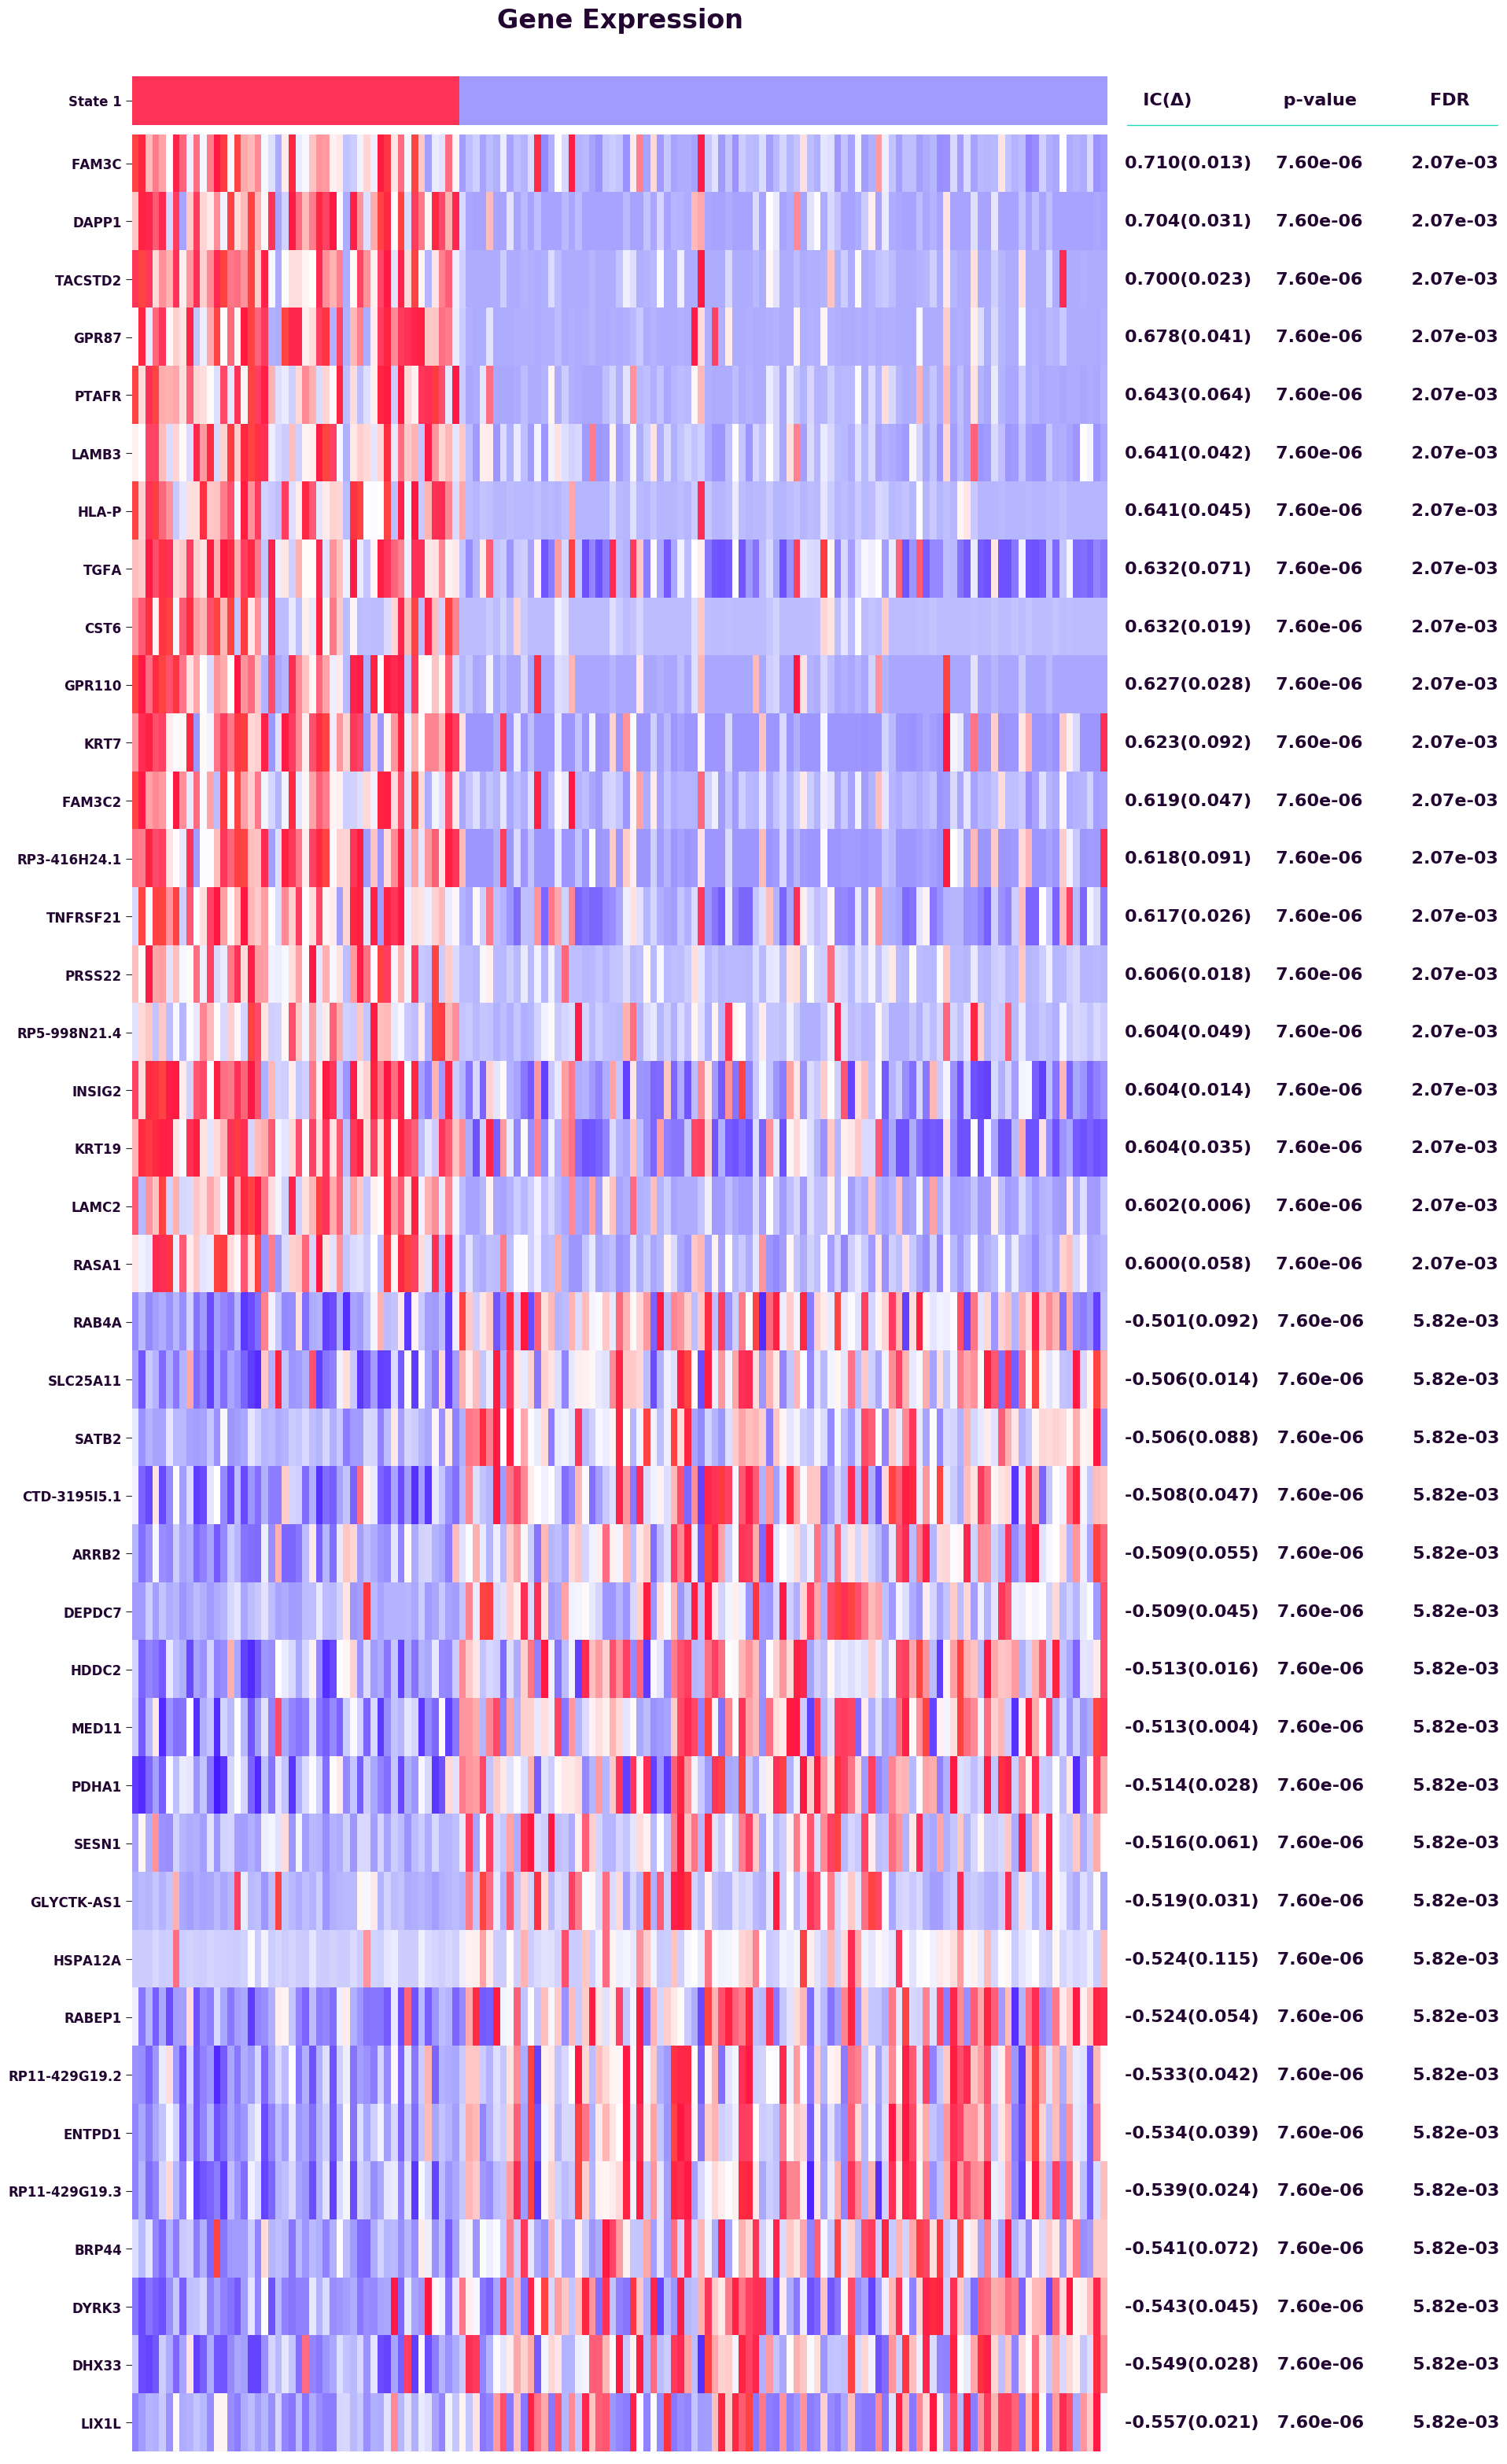 Gene Expression
State 1 IC(Δ) p-value FDR
FAM3C 0.710(0.013) 7.60e-06 2.07e-03
DAPP1 0.704(0.031) 7.60e-06 2.07e-03
TACSTD2 0.700(0.023) 7.60e-06 2.07e-03
GPR87 0.678(0.041) 7.60e-06 2.07e-03
PTAFR 0.643(0.064) 7.60e-06 2.07e-03
LAMB3 0.641(0.042) 7.60e-06 2.07e-03
HLA-P 0.641(0.045) 7.60e-06 2.07e-03
TGFA 0.632(0.071) 7.60e-06 2.07e-03
CST6 0.632(0.019) 7.60e-06 2.07e-03
GPR110 0.627(0.028) 7.60e-06 2.07e-03
KRT7 0.623(0.092) 7.60e-06 2.07e-03
FAM3C2 0.619(0.047) 7.60e-06 2.07e-03
RP3-416H24.1 0.618(0.091) 7.60e-06 2.07e-03
TNFRSF21 0.617(0.026) 7.60e-06 2.07e-03
PRSS22 0.606(0.018) 7.60e-06 2.07e-03
RP5-998N21.4 0.604(0.049) 7.60e-06 2.07e-03
INSIG2 0.604(0.014) 7.60e-06 2.07e-03
KRT19 0.604(0.035) 7.60e-06 2.07e-03
LAMC2 0.602(0.006) 7.60e-06 2.07e-03
RASA1 0.600(0.058) 7.60e-06 2.07e-03
RAB4A -0.501(0.092) 7.60e-06 5.82e-03
SLC25A11 -0.506(0.014) 7.60e-06 5.82e-03
SATB2 -0.506(0.088) 7.60e-06 5.82e-03
CTD-3195I5.1 -0.508(0.047) 7.60e-06 5.82e-03
ARRB2 -0.509(0.055) 7.60e-06 5.82e-03
DEPDC7 -0.509(0.045) 7.60e-06 5.82e-03
HDDC2 -0.513(0.016) 7.60e-06 5.82e-03
MED11 -0.513(0.004) 7.60e-06 5.82e-03
PDHA1 -0.514(0.028) 7.60e-06 5.82e-03
SESN1 -0.516(0.061) 7.60e-06 5.82e-03
GLYCTK-AS1 -0.519(0.031) 7.60e-06 5.82e-03
HSPA12A -0.524(0.115) 7.60e-06 5.82e-03
RABEP1 -0.524(0.054) 7.60e-06 5.82e-03
RP11-429G19.2 -0.533(0.042) 7.60e-06 5.82e-03
ENTPD1 -0.534(0.039) 7.60e-06 5.82e-03
RP11-429G19.3 -0.539(0.024) 7.60e-06 5.82e-03
BRP44 -0.541(0.072) 7.60e-06 5.82e-03
DYRK3 -0.543(0.045) 7.60e-06 5.82e-03
DHX33 -0.549(0.028) 7.60e-06 5.82e-03
LIX1L -0.557(0.021) 7.60e-06 5.82e-03